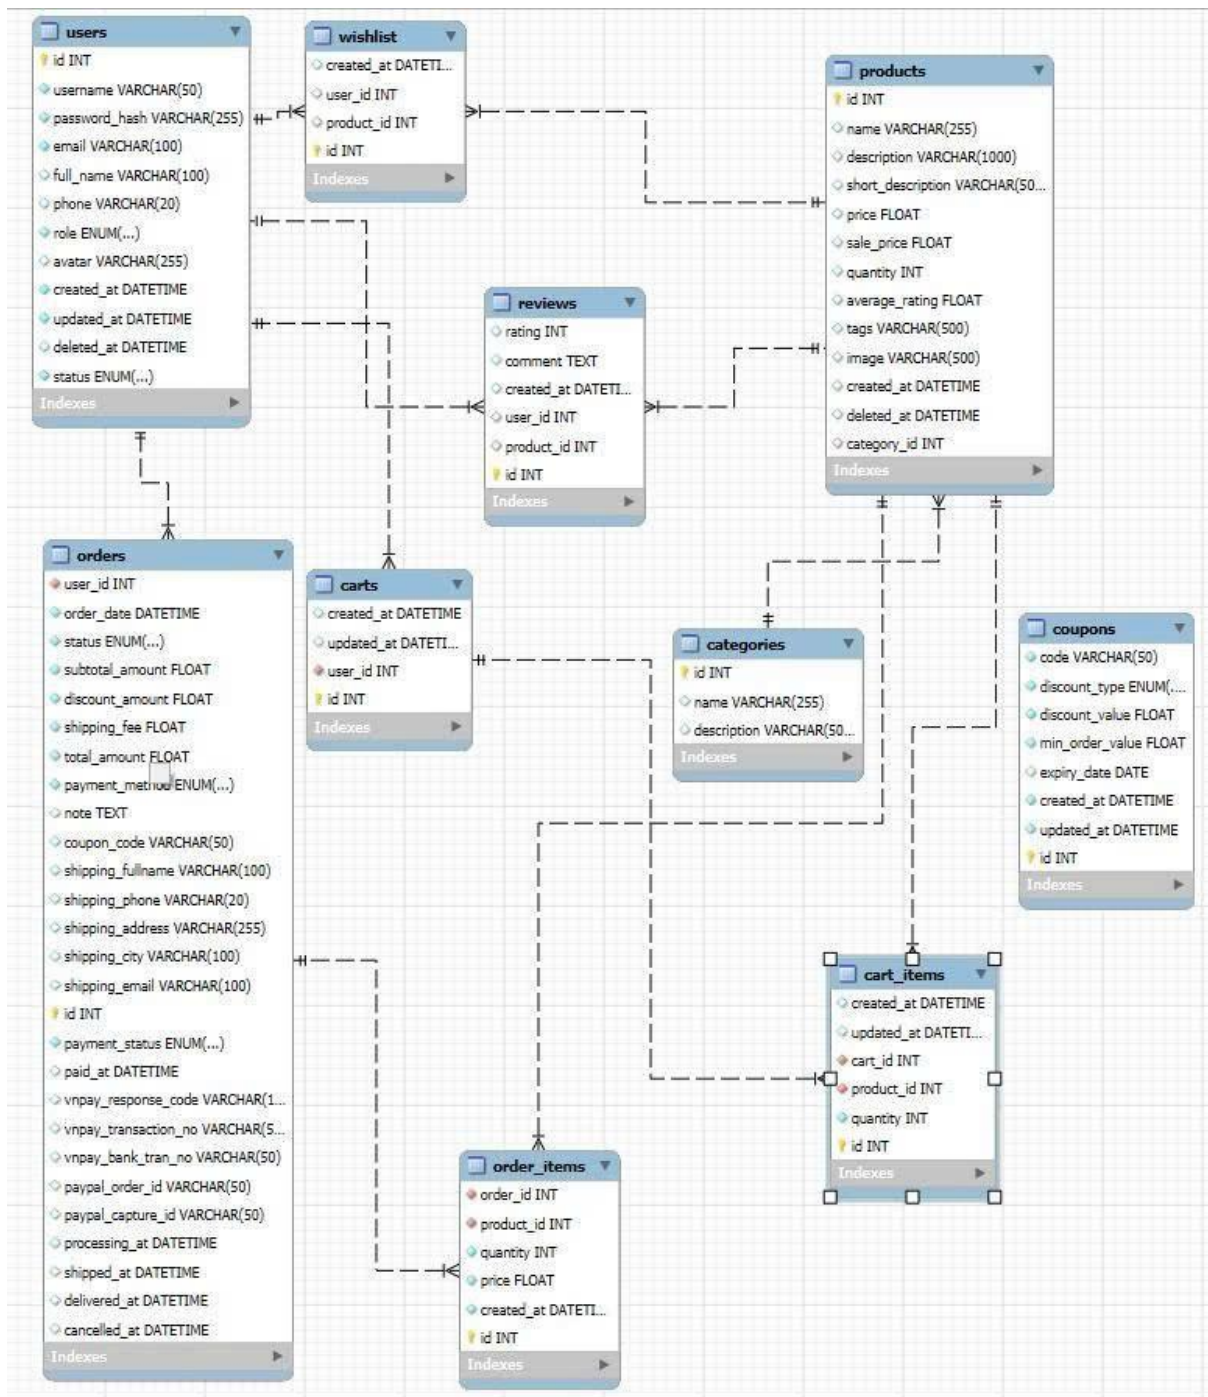 users
id INT
username VARCHAR(50)
password_hash VARCHAR(255)
email VARCHAR(100)
full_name VARCHAR(100)
phone VARCHAR(20)
role ENUM(...)
avatar VARCHAR(255)
created_at DATETIME
updated_at DATETIME
deleted_at DATETIME
status ENUM(...)
Indexes
wishlist
created_at DATETI...
user_id INT
product_id INT
id INT
Indexes
products
id INT
name VARCHAR(255)
description VARCHAR(1000)
short_description VARCHAR(50...
price FLOAT
sale_price FLOAT
quantity INT
average_rating FLOAT
tags VARCHAR(500)
image VARCHAR(500)
created_at DATETIME
deleted_at DATETIME
category_id INT
Indexes
reviews
rating INT
comment TEXT
created_at DATETI...
user_id INT
product_id INT
id INT
Indexes
orders
user_id INT
order_date DATETIME
status ENUM(...)
subtotal_amount FLOAT
discount_amount FLOAT
shipping_fee FLOAT
total_amount FLOAT
payment_method ENUM(...)
note TEXT
coupon_code VARCHAR(50)
shipping_fullname VARCHAR(100)
shipping_phone VARCHAR(20)
shipping_address VARCHAR(255)
shipping_city VARCHAR(100)
shipping_email VARCHAR(100)
id INT
payment_status ENUM(...)
paid_at DATETIME
vnpay_response_code VARCHAR(1...
vnpay_transaction_no VARCHAR(5...
vnpay_bank_tran_no VARCHAR(50)
paypal_order_id VARCHAR(50)
paypal_capture_id VARCHAR(50)
processing_at DATETIME
shipped_at DATETIME
delivered_at DATETIME
cancelled_at DATETIME
Indexes
carts
created_at DATETIME
updated_at DATETI...
user_id INT
id INT
Indexes
categories
id INT
name VARCHAR(255)
description VARCHAR(50...
Indexes
coupons
code VARCHAR(50)
discount_type ENUM(....
discount_value FLOAT
min_order_value FLOAT
expiry_date DATE
created_at DATETIME
updated_at DATETIME
id INT
Indexes
cart_items
created_at DATETIME
updated_at DATETI...
cart_id INT
product_id INT
quantity INT
id INT
Indexes
order_items
order_id INT
product_id INT
quantity INT
price FLOAT
created_at DATETI...
id INT
Indexes